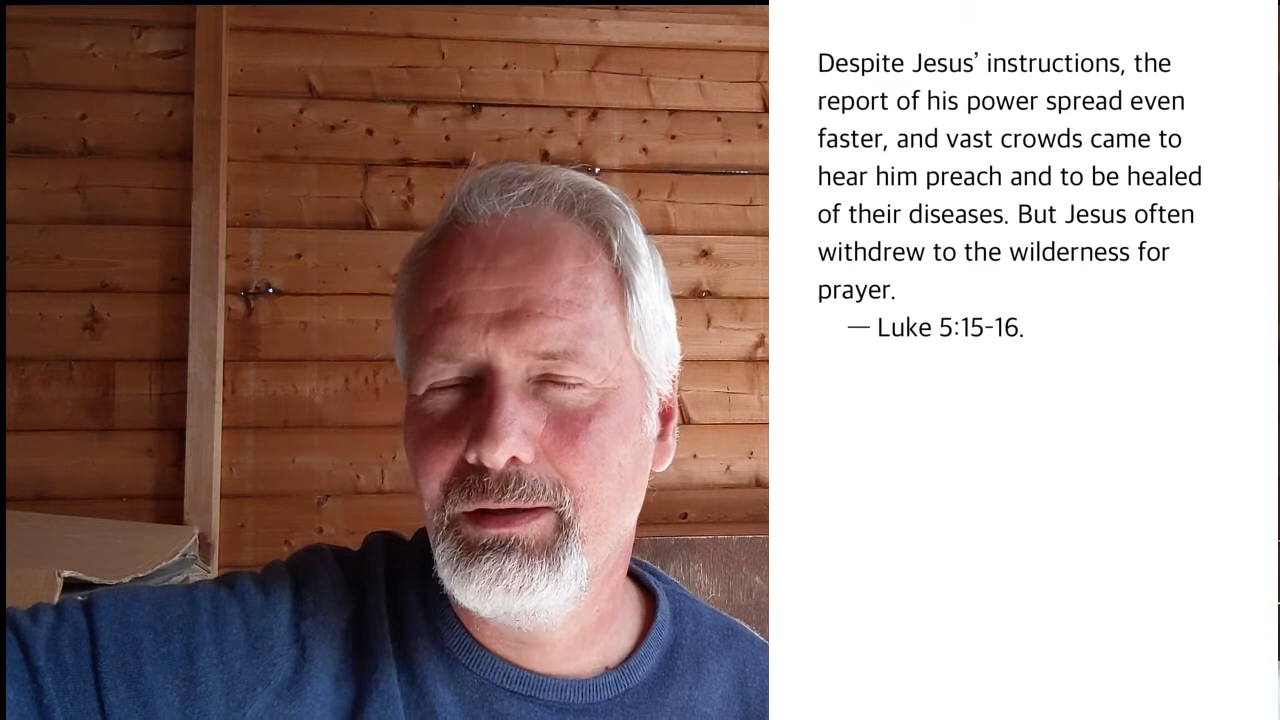 Despite Jesus’ instructions, the
report of his power spread even
faster, and vast crowds came to
hear him preach and to be healed
of their diseases. But Jesus often
withdrew to the wilderness for
prayer.
— Luke 5:15-16.